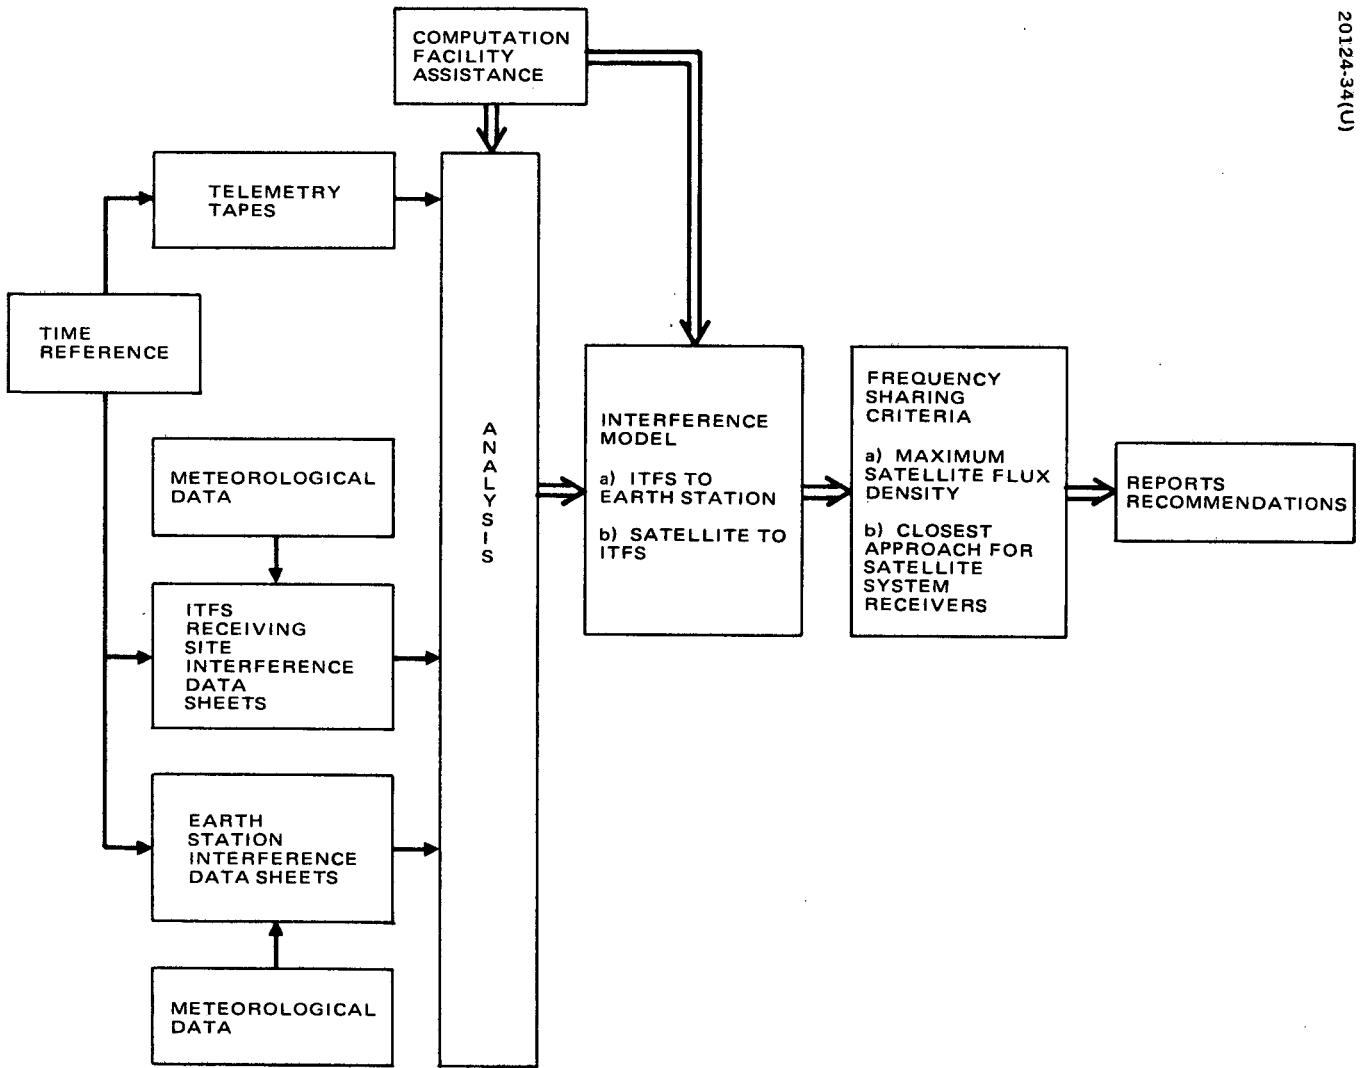 20124-34(U)
COMPUTATION
FACILITY
ASSISTANCE
TELEMETRY
TAPES
TIME
REFERENCE
METEOROLOGICAL
DATA
ITFS
RECEIVING
SITE
INTERFERENCE
DATA
SHEETS
EARTH
STATION
INTERFERENCE
DATA SHEETS
METEOROLOGICAL
DATA
ANALYSIS
INTERFERENCE
MODEL
a) ITFS TO
EARTH STATION
b) SATELLITE TO
ITFS
FREQUENCY
SHARING
CRITERIA
a) MAXIMUM
SATELLITE FLUX
DENSITY
b) CLOSEST
APPROACH FOR
SATELLITE
SYSTEM
RECEIVERS
REPORTS
RECOMMENDATIONS